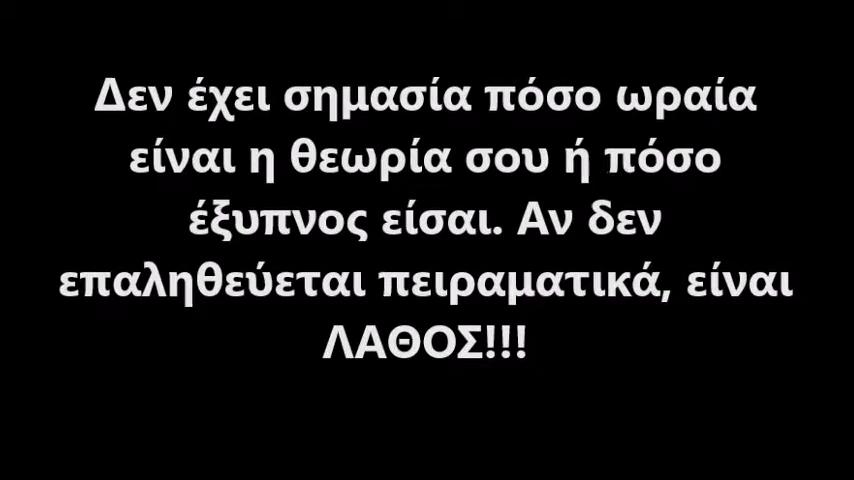 Δεν έχει σημασία πόσο ωραία
είναι η θεωρία σου ή πόσο
έξυπνος είσαι. Αν δεν
επαληθεύεται πειραματικά, είναι
ΛΑΘΟΣ!!!